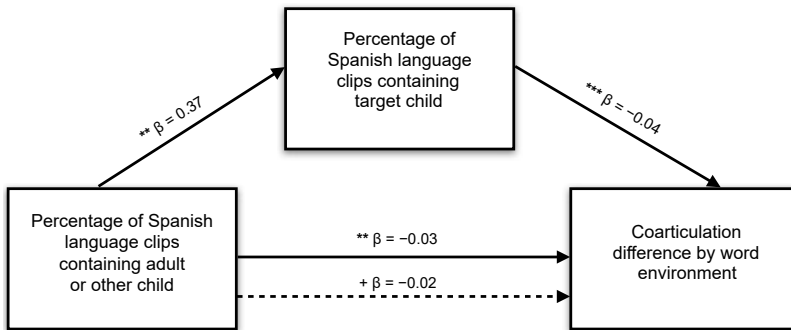 Percentage of
Spanish language
clips containing
target child
** β = 0.37
*** β = −0.04
Percentage of Spanish
language clips
containing adult
or other child
** β = −0.03
+ β = −0.02
Coarticulation
difference by word
environment